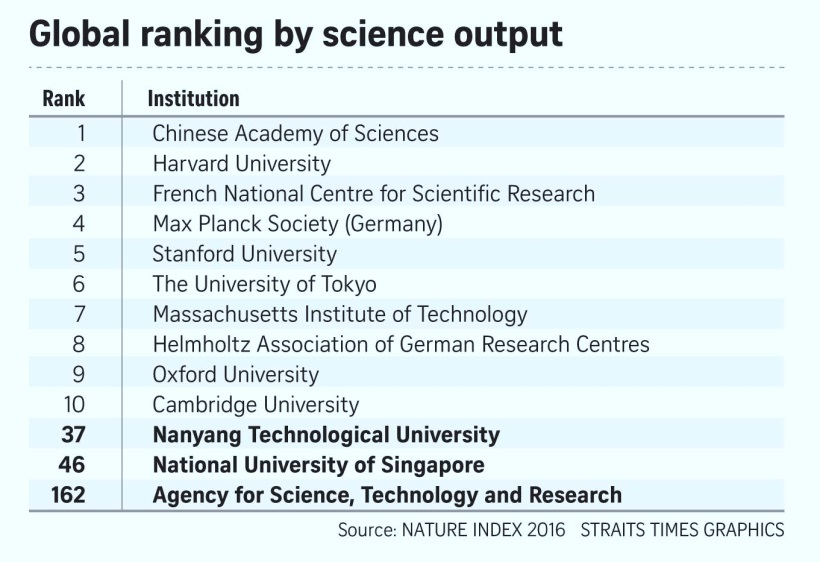 Global ranking by science output
Rank Institution
1 Chinese Academy of Sciences
2 Harvard University
3 French National Centre for Scientific Research
4 Max Planck Society (Germany)
5 Stanford University
6 The University of Tokyo
7 Massachusetts Institute of Technology
8 Helmholtz Association of German Research Centres
9 Oxford University
10 Cambridge University
37 Nanyang Technological University
46 National University of Singapore
162 Agency for Science, Technology and Research
Source: NATURE INDEX 2016 STRAITS TIMES GRAPHICS